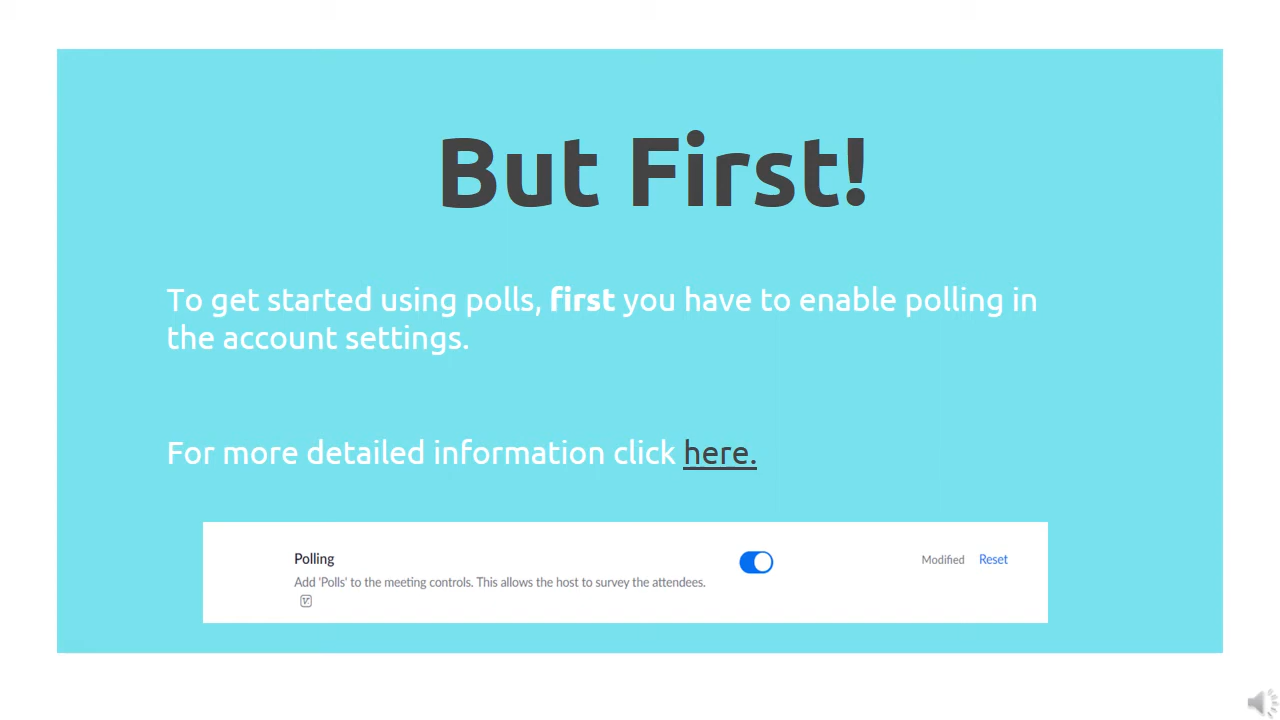 But First!
To get started using polls, first you have to enable polling in
the account settings.
For more detailed information click here.
Polling
Modified Reset
Add 'Polls' to the meeting controls. This allows the host to survey the attendees.